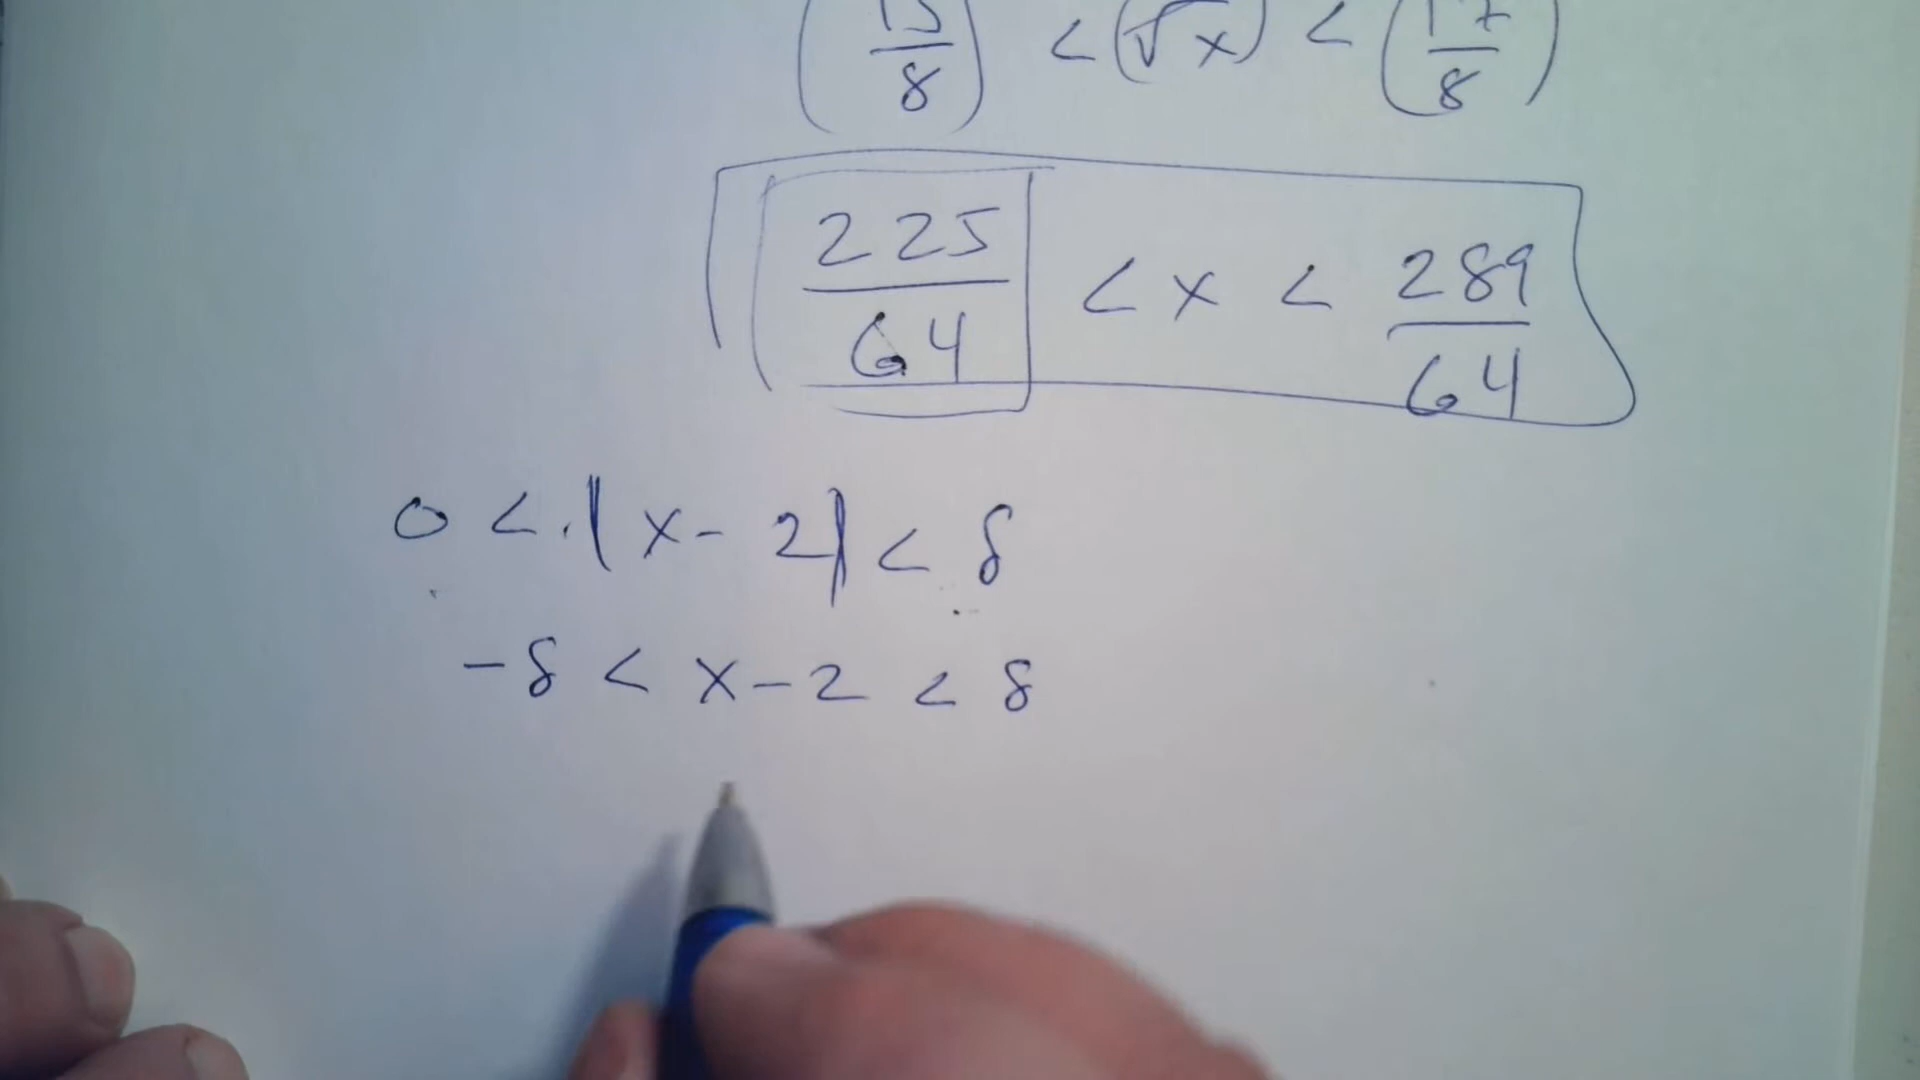 (15/8) < (√x) < (17/8)
225/64 < x < 289/64
0 < |x - 2| < δ
-δ < x - 2 < δ